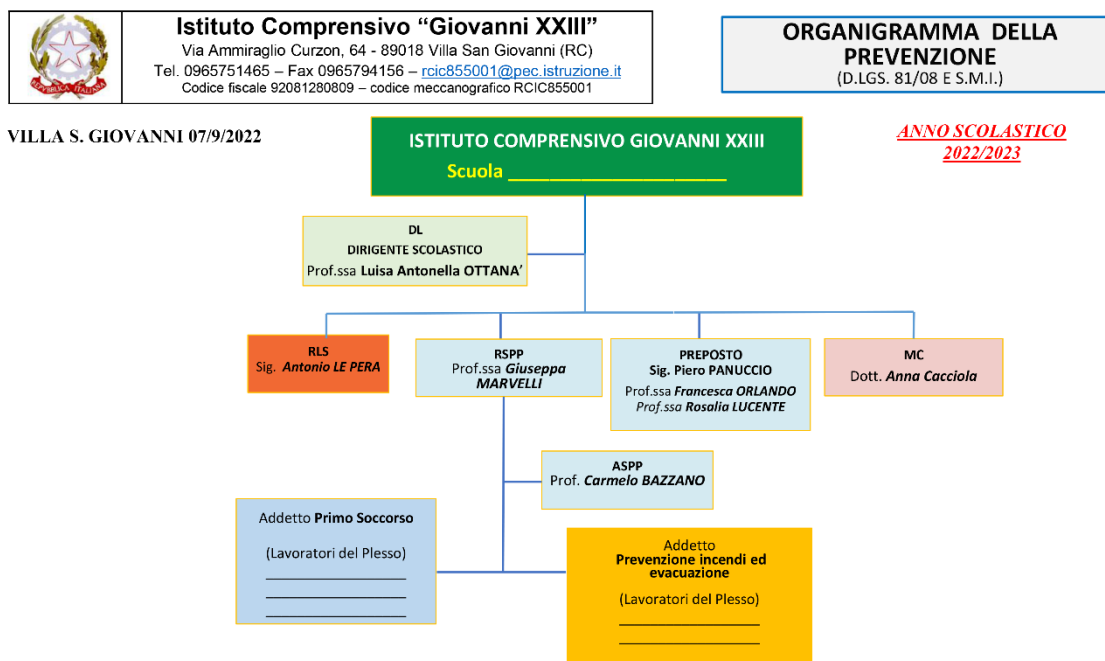 Istituto Comprensivo “Giovanni XXIII”
Via Ammiraglio Curzon, 64 - 89018 Villa San Giovanni (RC)
Tel. 0965751465 – Fax 0965794156 – rcic855001@pec.istruzione.it
Codice fiscale 92081280809 – codice meccanografico RCIC855001
REPVBBLICA ITALIANA
ORGANIGRAMMA DELLA
PREVENZIONE
(D.LGS. 81/08 E S.M.I.)
VILLA S. GIOVANNI 07/9/2022
ANNO SCOLASTICO
2022/2023
ISTITUTO COMPRENSIVO GIOVANNI XXIII
Scuola ______________________
DL
DIRIGENTE SCOLASTICO
Prof.ssa Luisa Antonella OTTANA’
RLS
Sig. Antonio LE PERA
RSPP
Prof.ssa Giuseppa
MARVELLI
PREPOSTO
Sig. Piero PANUCCIO
Prof.ssa Francesca ORLANDO
Prof.ssa Rosalia LUCENTE
MC
Dott. Anna Cacciola
ASPP
Prof. Carmelo BAZZANO
Addetto Primo Soccorso
(Lavoratori del Plesso)
Addetto
Prevenzione incendi ed
evacuazione
(Lavoratori del Plesso)